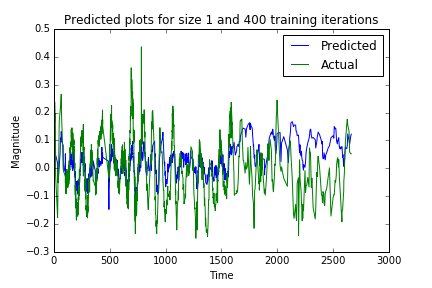 Predicted plots for size 1 and 400 training iterations
Predicted
Actual
0.5
0.4
0.3
0.2
0.1
0.0
−0.1
−0.2
−0.3
Magnitude
0 500 1000 1500 2000 2500 3000
Time